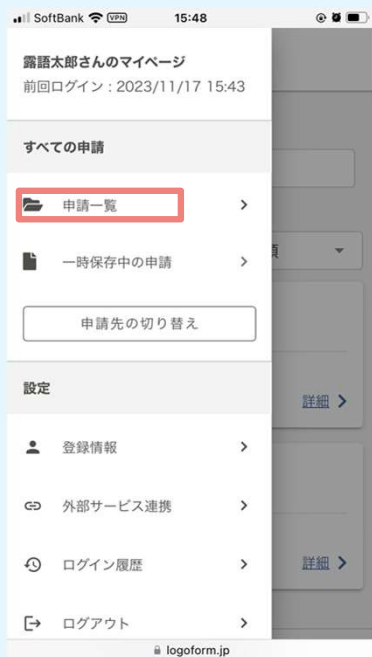 SoftBank VPN 15:48
露語太郎さんのマイページ
前回ログイン：2023/11/17 15:43
すべての申請
申請一覧
一時保存中の申請
申請先の切り替え
設定
登録情報
詳細
外部サービス連携
ログイン履歴
詳細
ログアウト
logoform.jp